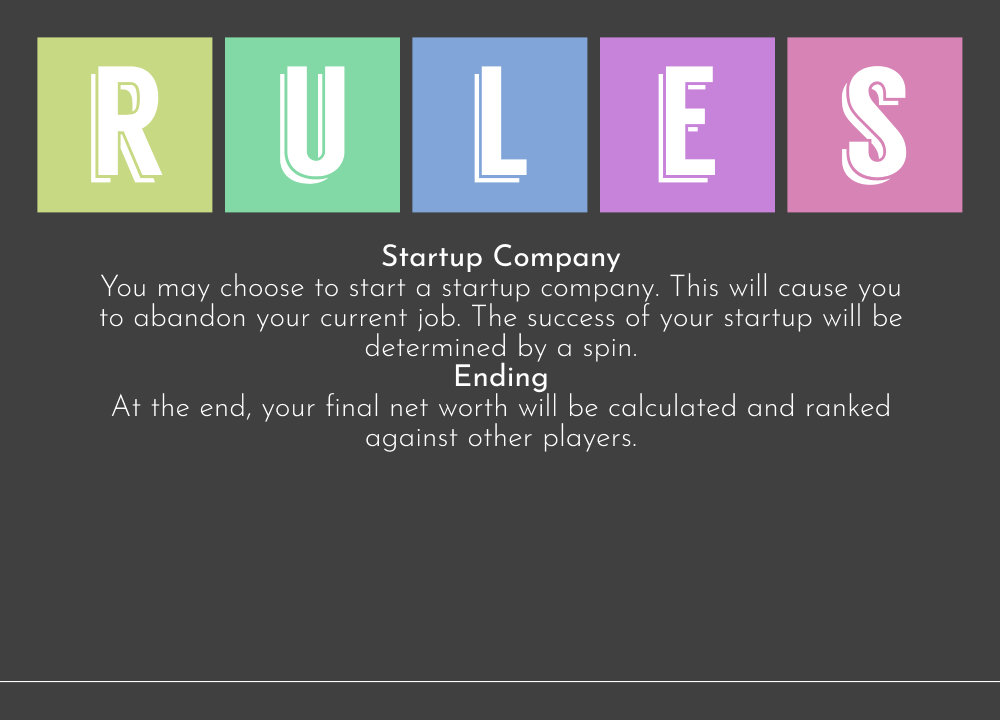 RULES
Startup Company
You may choose to start a startup company. This will cause you
to abandon your current job. The success of your startup will be
determined by a spin.
Ending
At the end, your final net worth will be calculated and ranked
against other players.